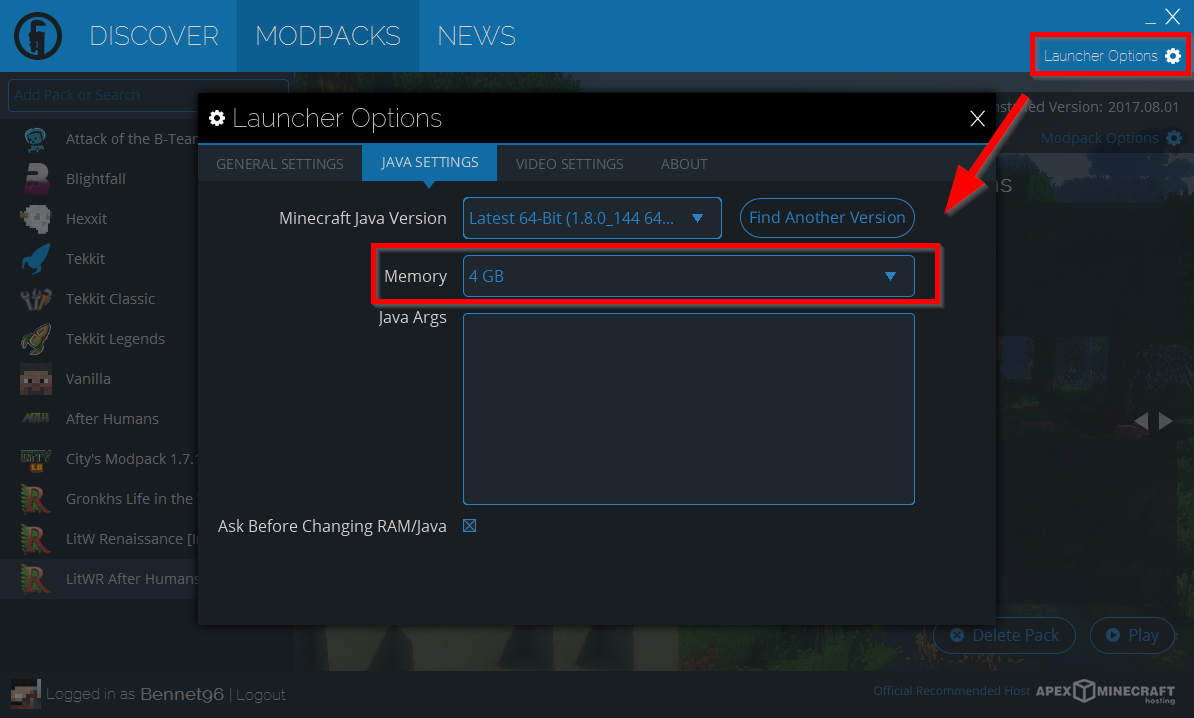 DISCOVER
MODPACKS
NEWS
Launcher Options
Add Pack or Search
Attack of the B-Tear
Blightfall
Hexxit
Tekkit
Tekkit Classic
Tekkit Legends
Vanilla
After Humans
City's Modpack 1.7.1
Gronkhs Life in the
LitW Renaissance [I
LitWR After Humans
Launcher Options
GENERAL SETTINGS
JAVA SETTINGS
VIDEO SETTINGS
ABOUT
Minecraft Java Version
Latest 64-Bit (1.8.0_144 64...
Find Another Version
Memory
4 GB
Java Args
Ask Before Changing RAM/Java
Version: 2017.08.01
Modpack Options
ns
Delete Pack
Play
Logged in as Bennet96 | Logout
Official Recommended Host APEX MINECRAFT
hosting